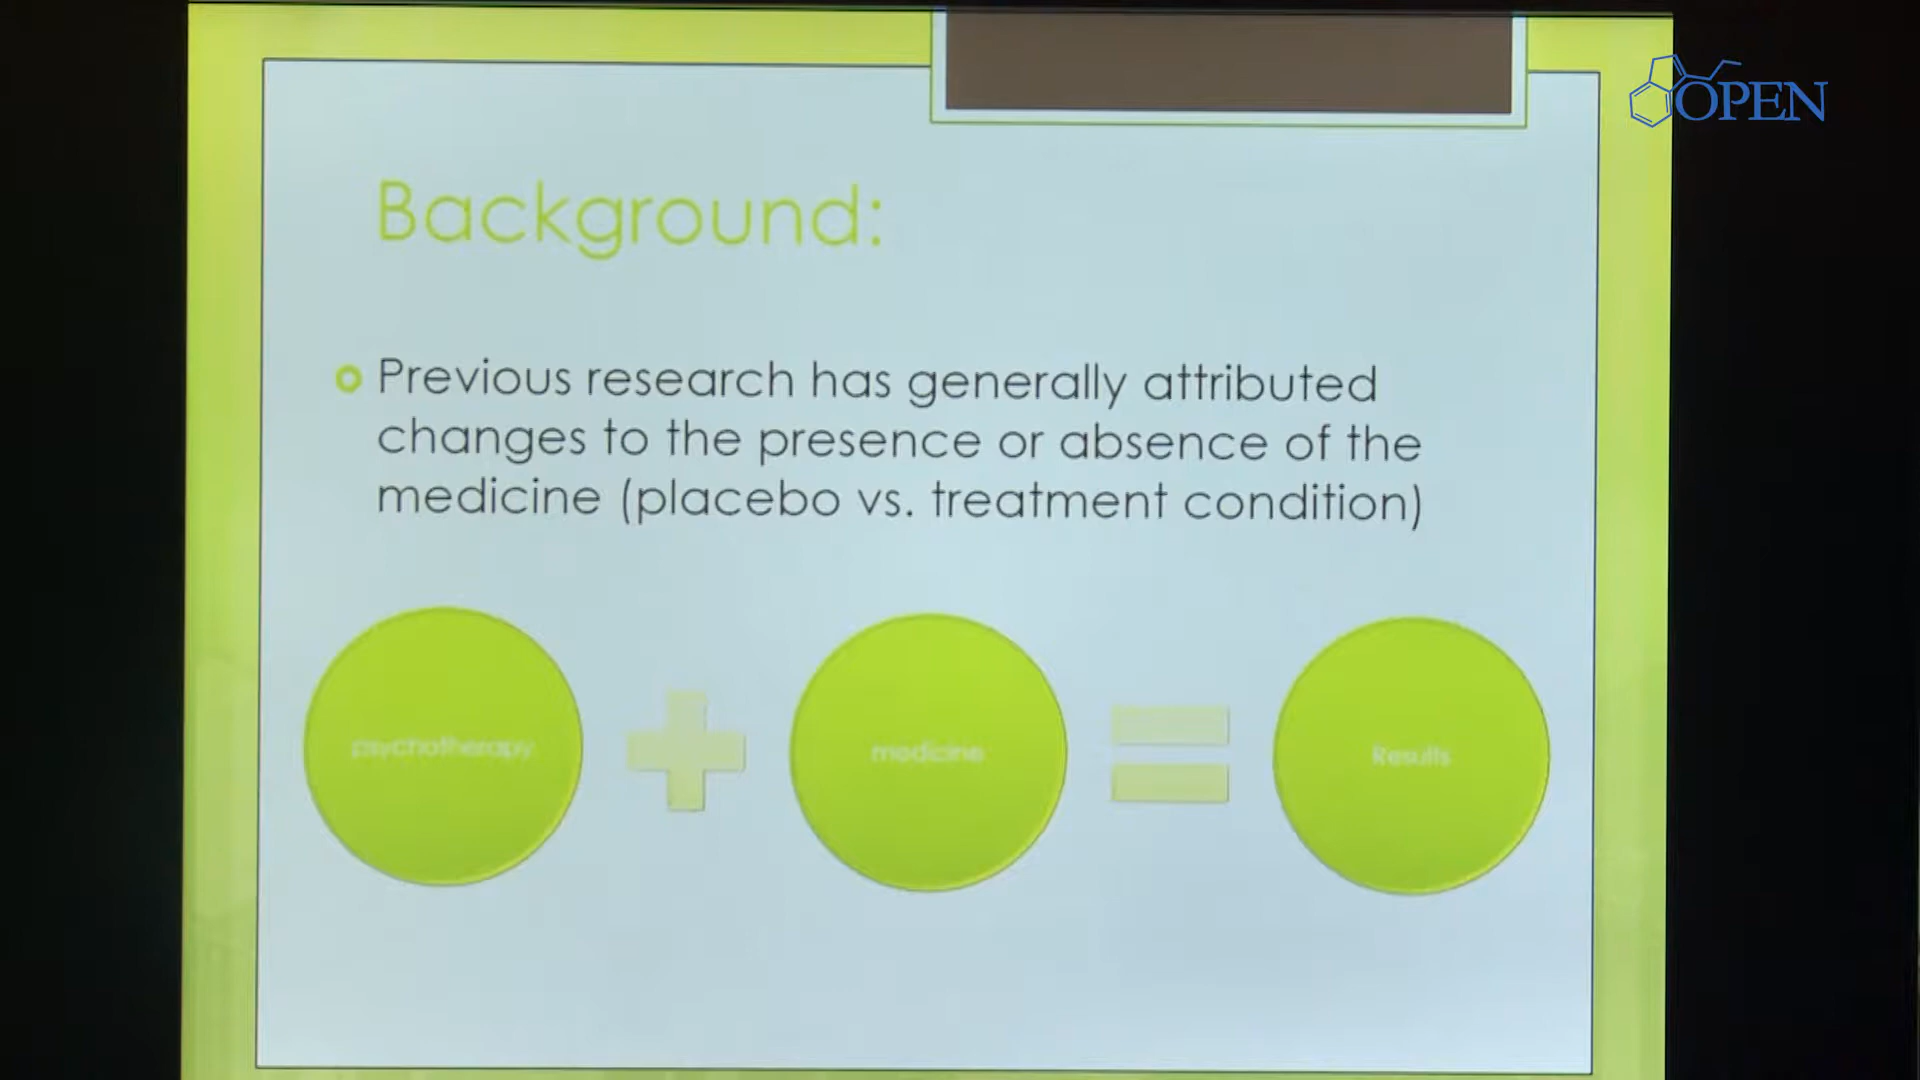 OPEN
Background:
Previous research has generally attributed
changes to the presence or absence of the
medicine (placebo vs. treatment condition)
psychotherapy
medicine
Results